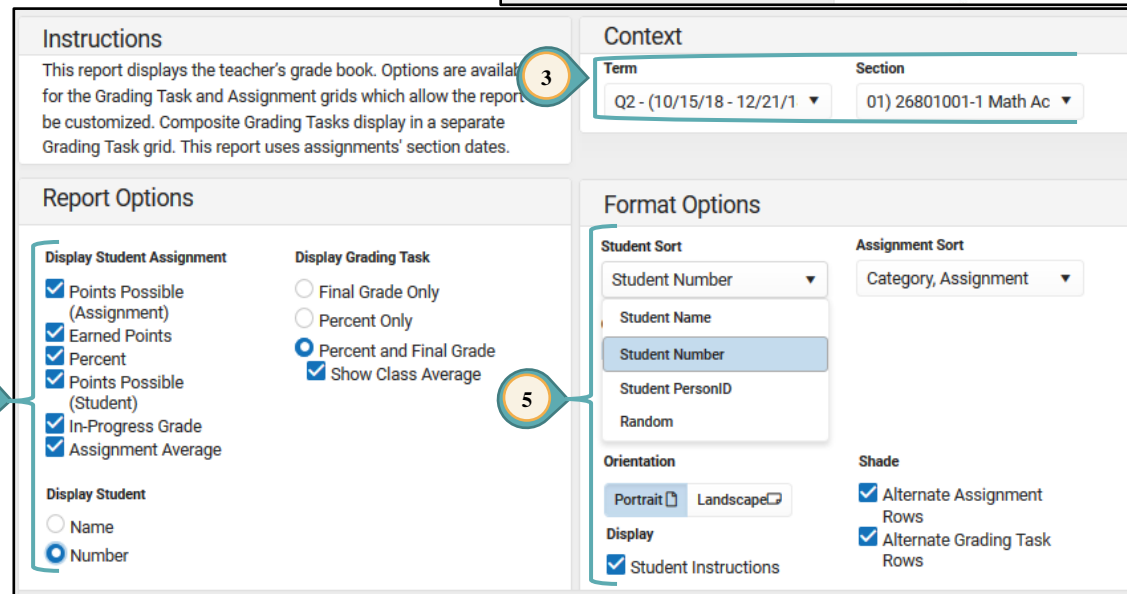 Instructions
This report displays the teacher's grade book. Options are
for the Grading Task and Assignment grids which allow the report
be customized. Composite Grading Tasks display in a separate
Grading Task grid. This report uses assignments' section dates.
3
Context
Term
Section
Q2 - (10/15/18 - 12/21/1
01) 26801001-1 Math Ac
Report Options
Display Student Assignment
Points Possible
(Assignment)
Earned Points
Percent
Points Possible
(Student)
In-Progress Grade
Assignment Average
Display Grading Task
Final Grade Only
Percent Only
Percent and Final Grade
Show Class Average
Display Student
Name
Number
5
Format Options
Student Sort
Student Number
Student Name
Student Number
Student PersonID
Random
Assignment Sort
Category, Assignment
Orientation
Portrait
Landscape
Display
Student Instructions
Shade
Alternate Assignment
Rows
Alternate Grading Task
Rows